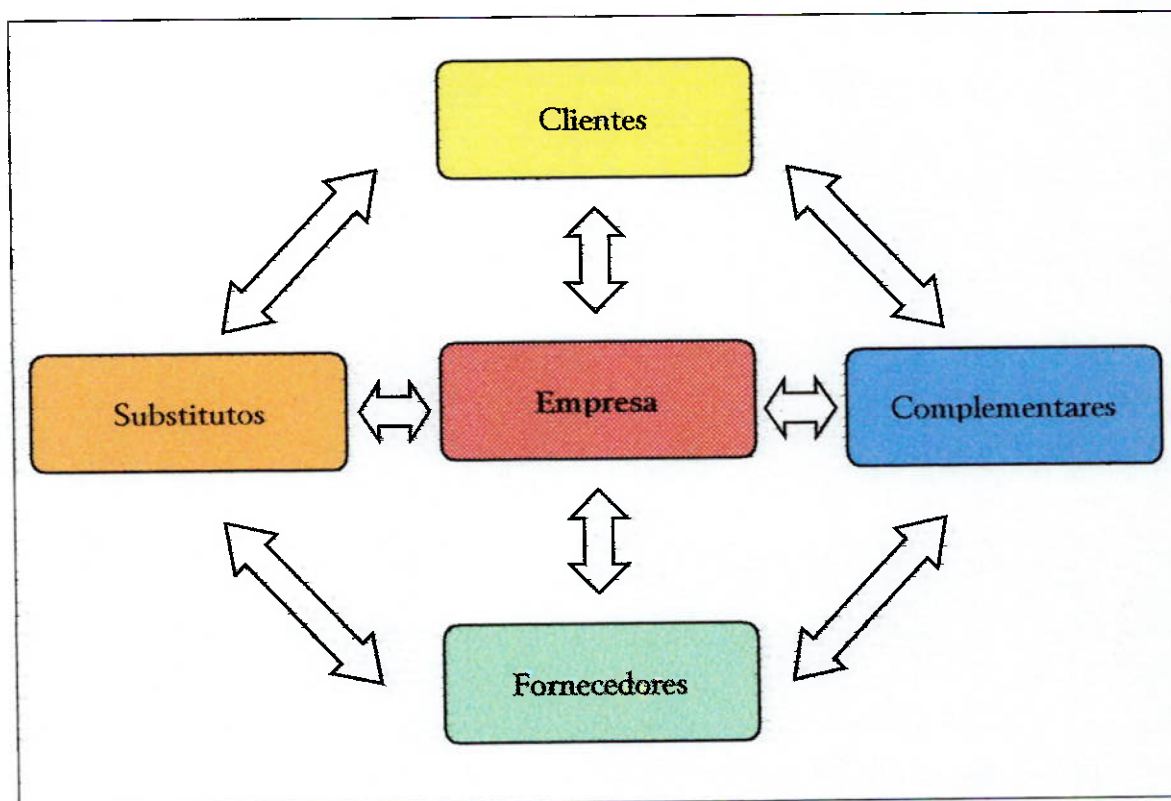 Clientes
Substitutos
Empresa
Complementares
Fornecedores